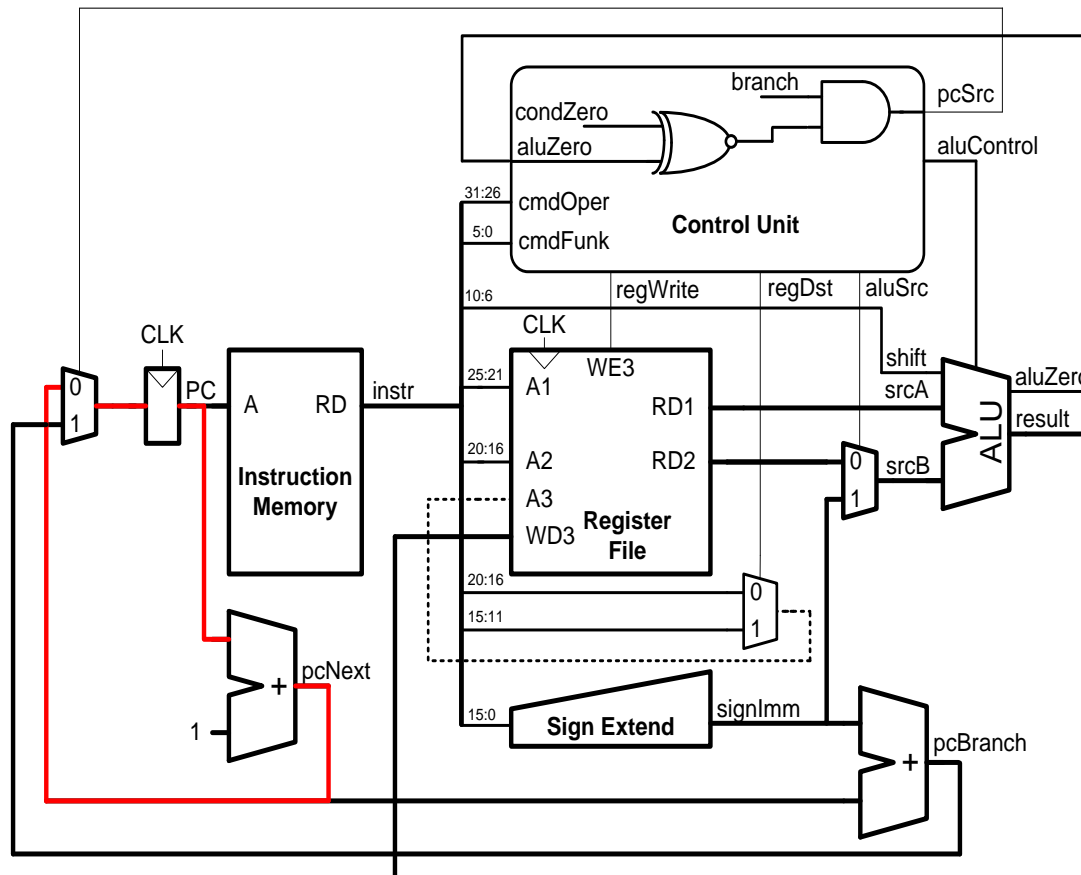 branch
pcSrc
condZero
aluZero
aluControl
31:26
cmdOper
5:0
cmdFunk
Control Unit
10:6
regWrite
regDst
aluSrc
CLK
CLK
shift
0
1
PC
A
RD
instr
25:21
A1
WE3
RD1
srcA
aluZero
result
ALU
20:16
A2
RD2
0
1
srcB
Instruction
Memory
A3
WD3
Register
File
20:16
15:11
0
1
pcNext
+
1
15:0
Sign Extend
signImm
pcBranch
+